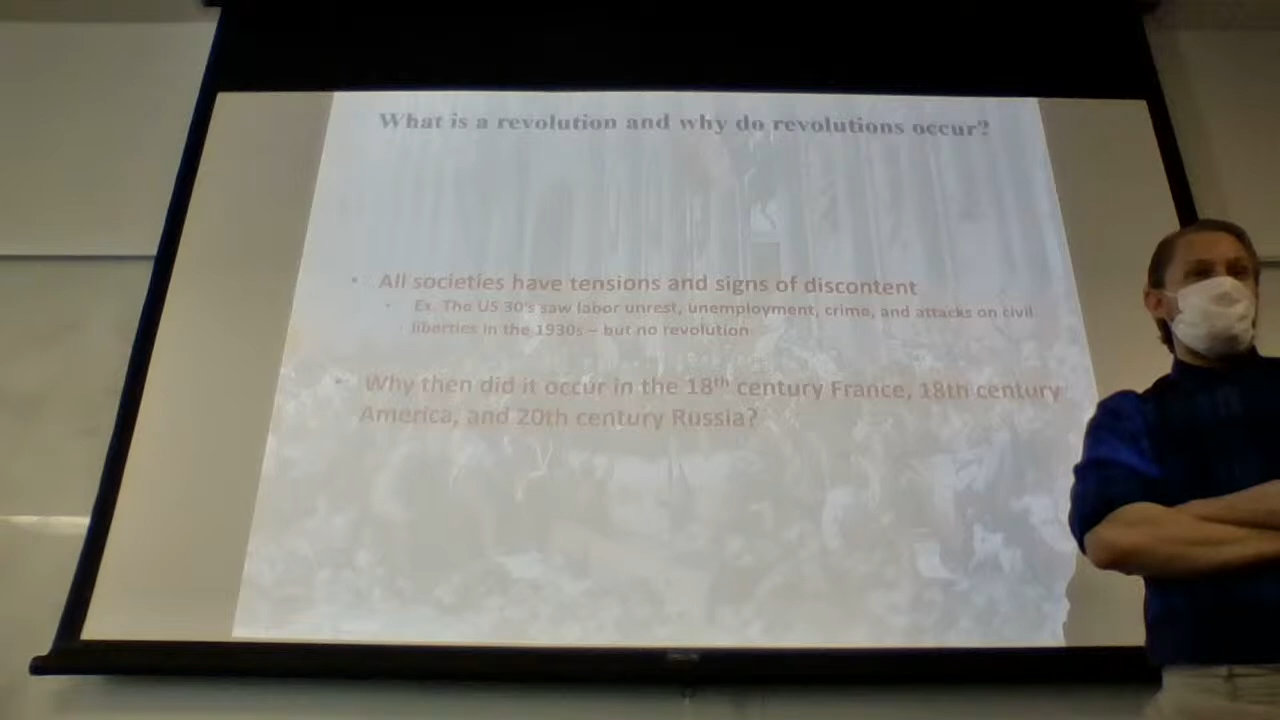 What is a revolution and why do revolutions occur?
• All societies have tensions and signs of discontent
• Ex. The US 30's saw labor unrest, unemployment, crime, and attacks on civil
liberties in the 1930s – but no revolution
• Why then did it occur in the 18th century France, 18th century
America, and 20th century Russia?